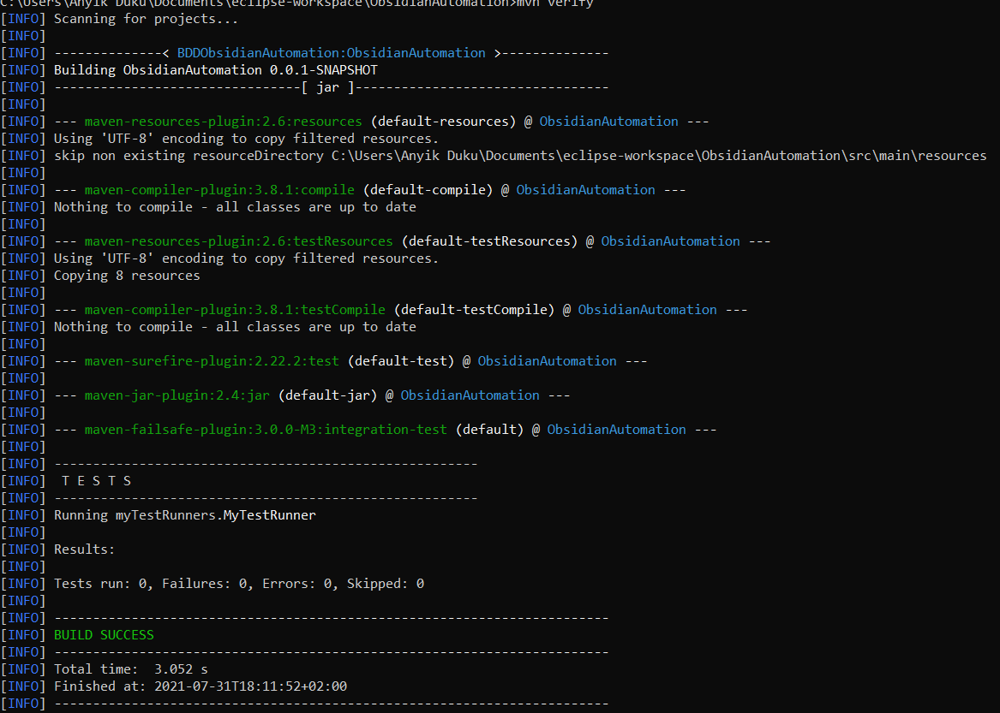 C:\Users\Anyik Duku\Documents\eclipse-workspace\ObsidianAutomation>mvn verify
[INFO] Scanning for projects...
[INFO]
[INFO] --------------< BDDObsidianAutomation:ObsidianAutomation >--------------
[INFO] Building ObsidianAutomation 0.0.1-SNAPSHOT
[INFO] --------------------------------[ jar ]---------------------------------
[INFO]
[INFO] --- maven-resources-plugin:2.6:resources (default-resources) @ ObsidianAutomation ---
[INFO] Using 'UTF-8' encoding to copy filtered resources.
[INFO] skip non existing resourceDirectory C:\Users\Anyik Duku\Documents\eclipse-workspace\ObsidianAutomation\src\main\resources
[INFO]
[INFO] --- maven-compiler-plugin:3.8.1:compile (default-compile) @ ObsidianAutomation ---
[INFO] Nothing to compile - all classes are up to date
[INFO]
[INFO] --- maven-resources-plugin:2.6:testResources (default-testResources) @ ObsidianAutomation ---
[INFO] Using 'UTF-8' encoding to copy filtered resources.
[INFO] Copying 8 resources
[INFO]
[INFO] --- maven-compiler-plugin:3.8.1:testCompile (default-testCompile) @ ObsidianAutomation ---
[INFO] Nothing to compile - all classes are up to date
[INFO]
[INFO] --- maven-surefire-plugin:2.22.2:test (default-test) @ ObsidianAutomation ---
[INFO]
[INFO] --- maven-jar-plugin:2.4:jar (default-jar) @ ObsidianAutomation ---
[INFO]
[INFO] --- maven-failsafe-plugin:3.0.0-M3:integration-test (default) @ ObsidianAutomation ---
[INFO]
[INFO] -------------------------------------------------------
[INFO]  T E S T S
[INFO] -------------------------------------------------------
[INFO] Running myTestRunners.MyTestRunner
[INFO]
[INFO] Results:
[INFO]
[INFO] Tests run: 0, Failures: 0, Errors: 0, Skipped: 0
[INFO]
[INFO] ------------------------------------------------------------------------
[INFO] BUILD SUCCESS
[INFO] ------------------------------------------------------------------------
[INFO] Total time:  3.052 s
[INFO] Finished at: 2021-07-31T18:11:52+02:00
[INFO] ------------------------------------------------------------------------